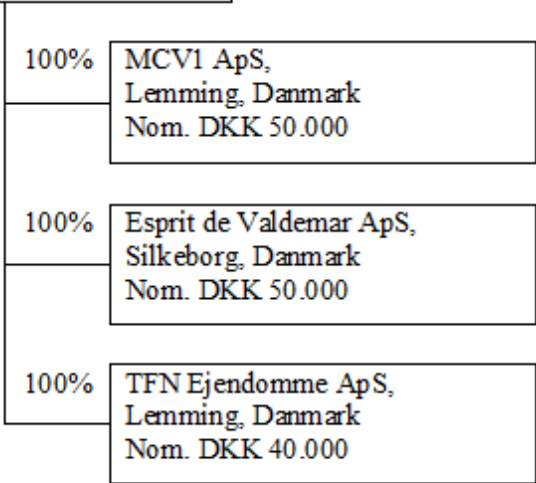 100%
MCV1 ApS,
Lemming, Danmark
Nom. DKK 50.000
100%
Esprit de Valdemar ApS,
Silkeborg, Danmark
Nom. DKK 50.000
100%
TFN Ejendomme ApS,
Lemming, Danmark
Nom. DKK 40.000